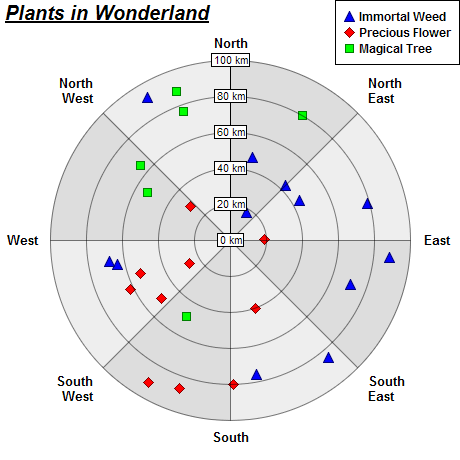 Plants in Wonderland
Immortal Weed
Precious Flower
Magical Tree
North
100 km
North
West
North
East
80 km
60 km
40 km
20 km
West
0 km
East
South
West
South
East
South